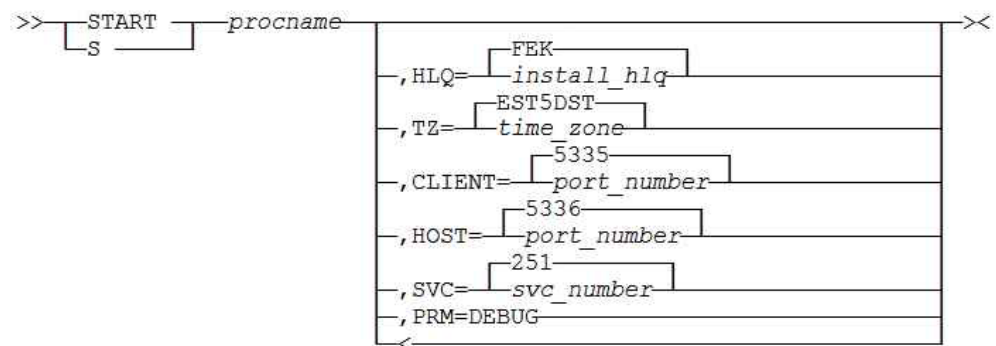 >>—START—procname—><
S
FEK
,HLQ=install_hlq
EST5DST
,TZ=time_zone
5335
,CLIENT=port_number
5336
,HOST=port_number
251
,SVC=svc_number
,PRM=DEBUG
<